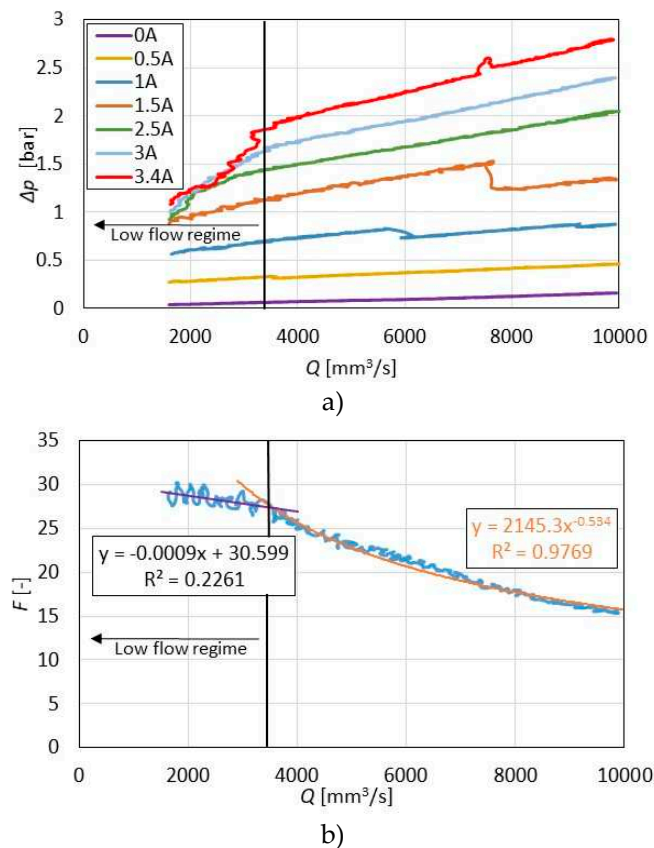 3
2.5
2
1.5
1
0.5
0
Δp [bar]
0A
0.5A
1A
1.5A
2.5A
3A
3.4A
Low flow regime
0 2000 4000 6000 8000 10000
Q [mm³/s]
a)
35
30
25
20
15
10
5
0
F [-]
y = 2145.3x^-0.534
R² = 0.9769
y = -0.0009x + 30.599
R² = 0.2261
Low flow regime
0 2000 4000 6000 8000 10000
Q [mm³/s]
b)